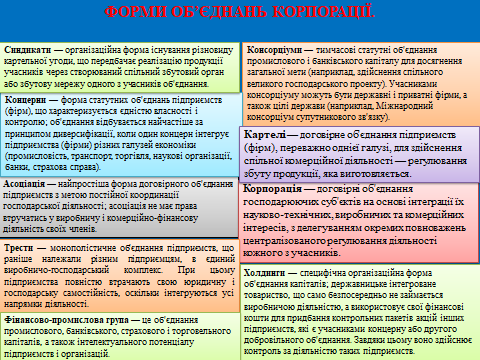 ФОРМИ ОБ'ЄДНАНЬ КОРПОРАЦІЇ.
Синдикати — організаційна форма існування різновиду
картельної угоди, що передбачає реалізацію продукції
учасників через створювний спільний збутовий орган
або збутову мережу одного з учасників об'єднання.
Концерни — форма статутних об'єднань підприємств
(фірм), що характеризується єдністю власності і
контролю; об'єднання відбувається найчастіше за
принципом диверсифікації, коли один концерн інтегрує
підприємства (фірми) різних галузей економіки
(промисловість, транспорт, торгівля, наукові організації,
банки, страхова справа).
Асоціація — найпростіша форма договірного об'єднання
підприємств з метою постійної координації
господарської діяльності; асоціація не має права
втручатись у виробничу і комерційно-фінансову
діяльність своїх членів.
Трести — монополістичне об'єднання підприємств, що
раніше належали різним підприємцям, в єдиний
виробничо-господарський комплекс. При цьому
підприємства повністю втрачають свою юридичну і
господарську самостійність, оскільки інтегруються усі
напрямки діяльності.
Фінансово-промислова група — це об'єднання
промислового, банківського, страхового і торговельного
капіталів, а також інтелектуального потенціалу
підприємств і організацій.
Консорціуми — тимчасові статутні об'єднання
промислового і банківського капіталу для досягнення
загальної мети (наприклад, здійснення спільного
великого господарського проекту). Учасниками
консорціуму можуть бути державні і приватні фірми, а
також цілі держави (наприклад, Міжнародний
консорціум супутникового зв'язку).
Картелі — договірне об'єднання підприємств
(фірм), переважно однієї галузі, для здійснення
спільної комерційної діяльності — регулювання
збуту продукції, яка виготовляється.
Корпорація — договірні об'єднання
господарюючих суб'єктів на основі інтеграції їх
науково-технічних, виробничих та комерційних
інтересів, з делегуванням окремих повноважень
централізованого регулювання діяльності
кожного з учасників.
Холдинги — специфічна організаційна форма
об'єднання капіталів; державницьке інтегроване
товариство, що само безпосередньо не займається
виробничою діяльністю, а використовує свої фінансові
кошти для придбання контрольних пакетів акцій інших
підприємств, які є учасниками концерну або другого
добровільного об'єднання. Завдяки цьому воно здійснює
контроль за діяльністю таких підприємств.